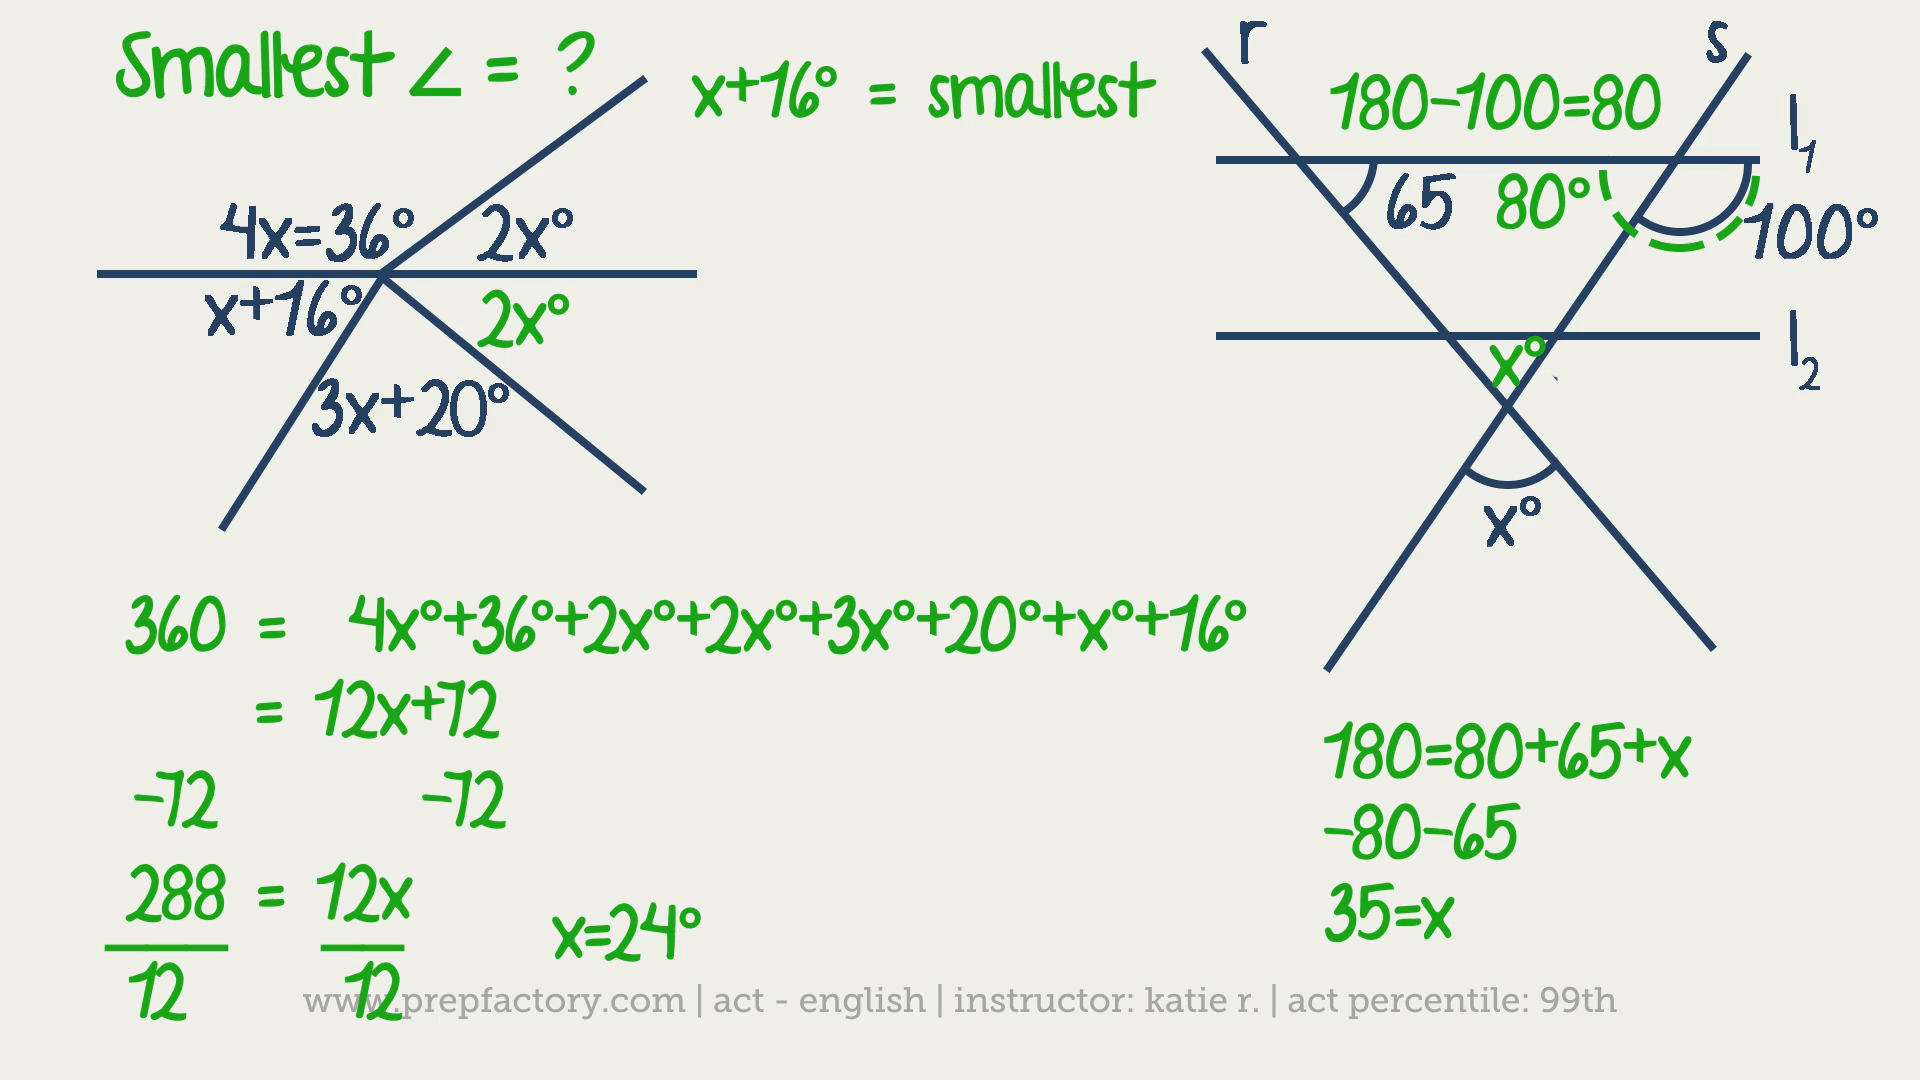 Smallest ∠ = ?
x+16° = smallest
4x=36°
2x°
x+16°
2x°
3x+20°
360 = 4x°+36°+2x°+2x°+3x°+20°+x°+16°
= 12x+72
-72 -72
288 = 12x
12 12
x=24°
r
s
180-100=80
l1
65
80°
100°
l2
x°
x°
180=80+65+x
-80-65
35=x
www.prepfactory.com | act - english | instructor: katie r. | act percentile: 99th